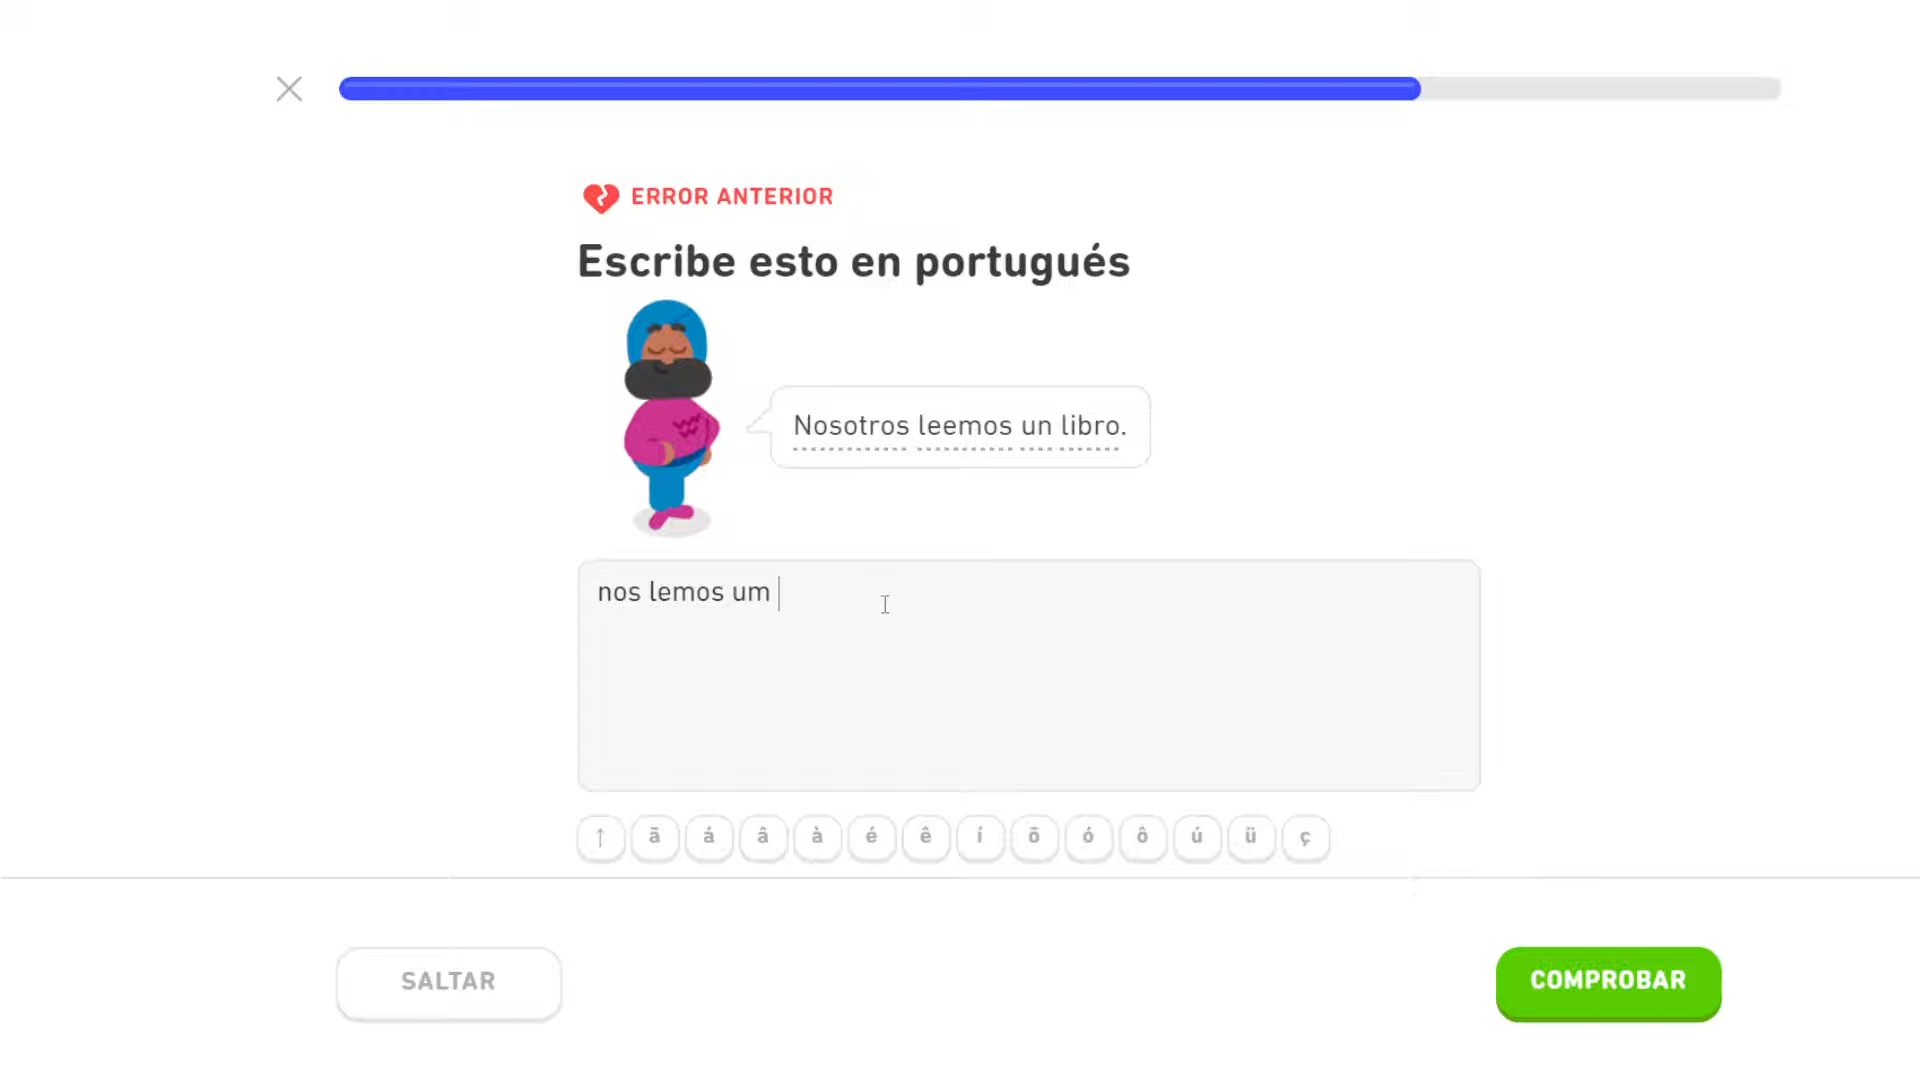 ERROR ANTERIOR
Escribe esto en portugués
Nosotros leemos un libro.
nos lemos um
↑ ã á â à é ê í õ ó ô ú ü ç
SALTAR
COMPROBAR